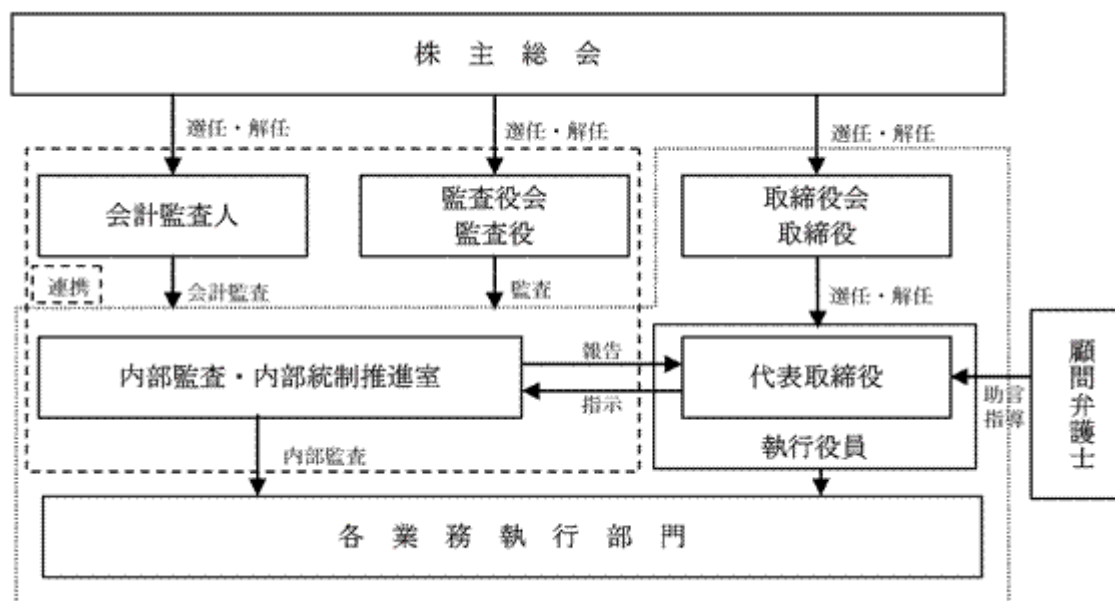 株主総会
選任・解任
選任・解任
選任・解任
会計監査人
監査役会
監査役
取締役会
取締役
連携
会計監査
監査
選任・解任
内部監査・内部統制推進室
報告
指示
代表取締役
執行役員
助言
指導
顧問弁護士
内部監査
各業務執行部門